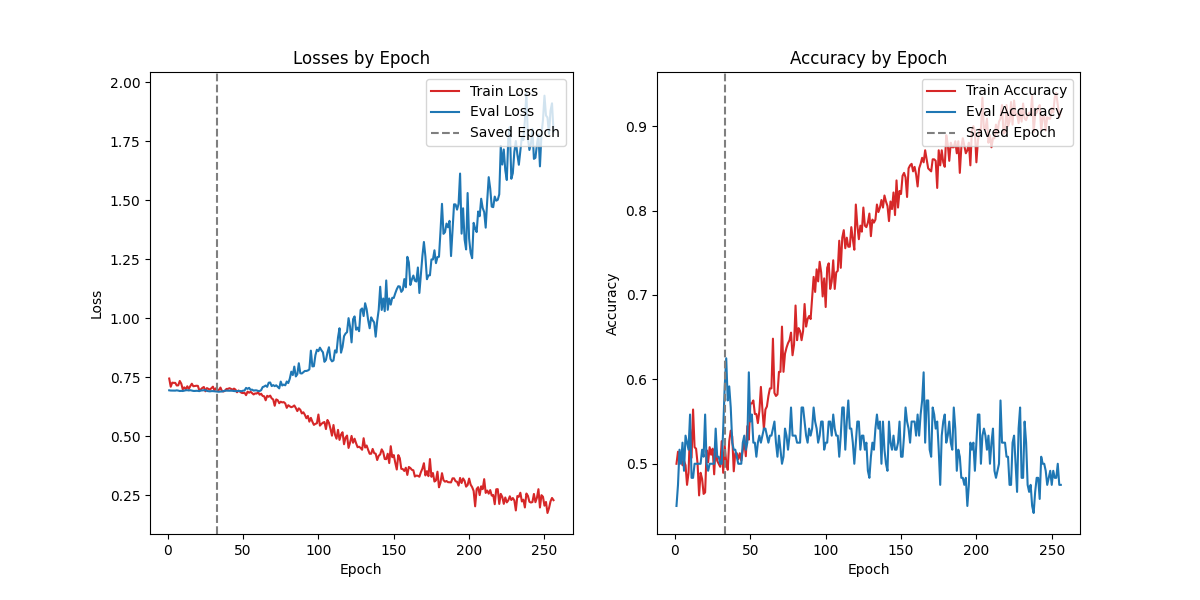 Losses by Epoch
Train Loss
Eval Loss
Saved Epoch
2.00
1.75
1.50
1.25
1.00
0.75
0.50
0.25
Loss
0 50 100 150 200 250
Epoch
Accuracy by Epoch
Train Accuracy
Eval Accuracy
Saved Epoch
0.9
0.8
0.7
0.6
0.5
Accuracy
0 50 100 150 200 250
Epoch